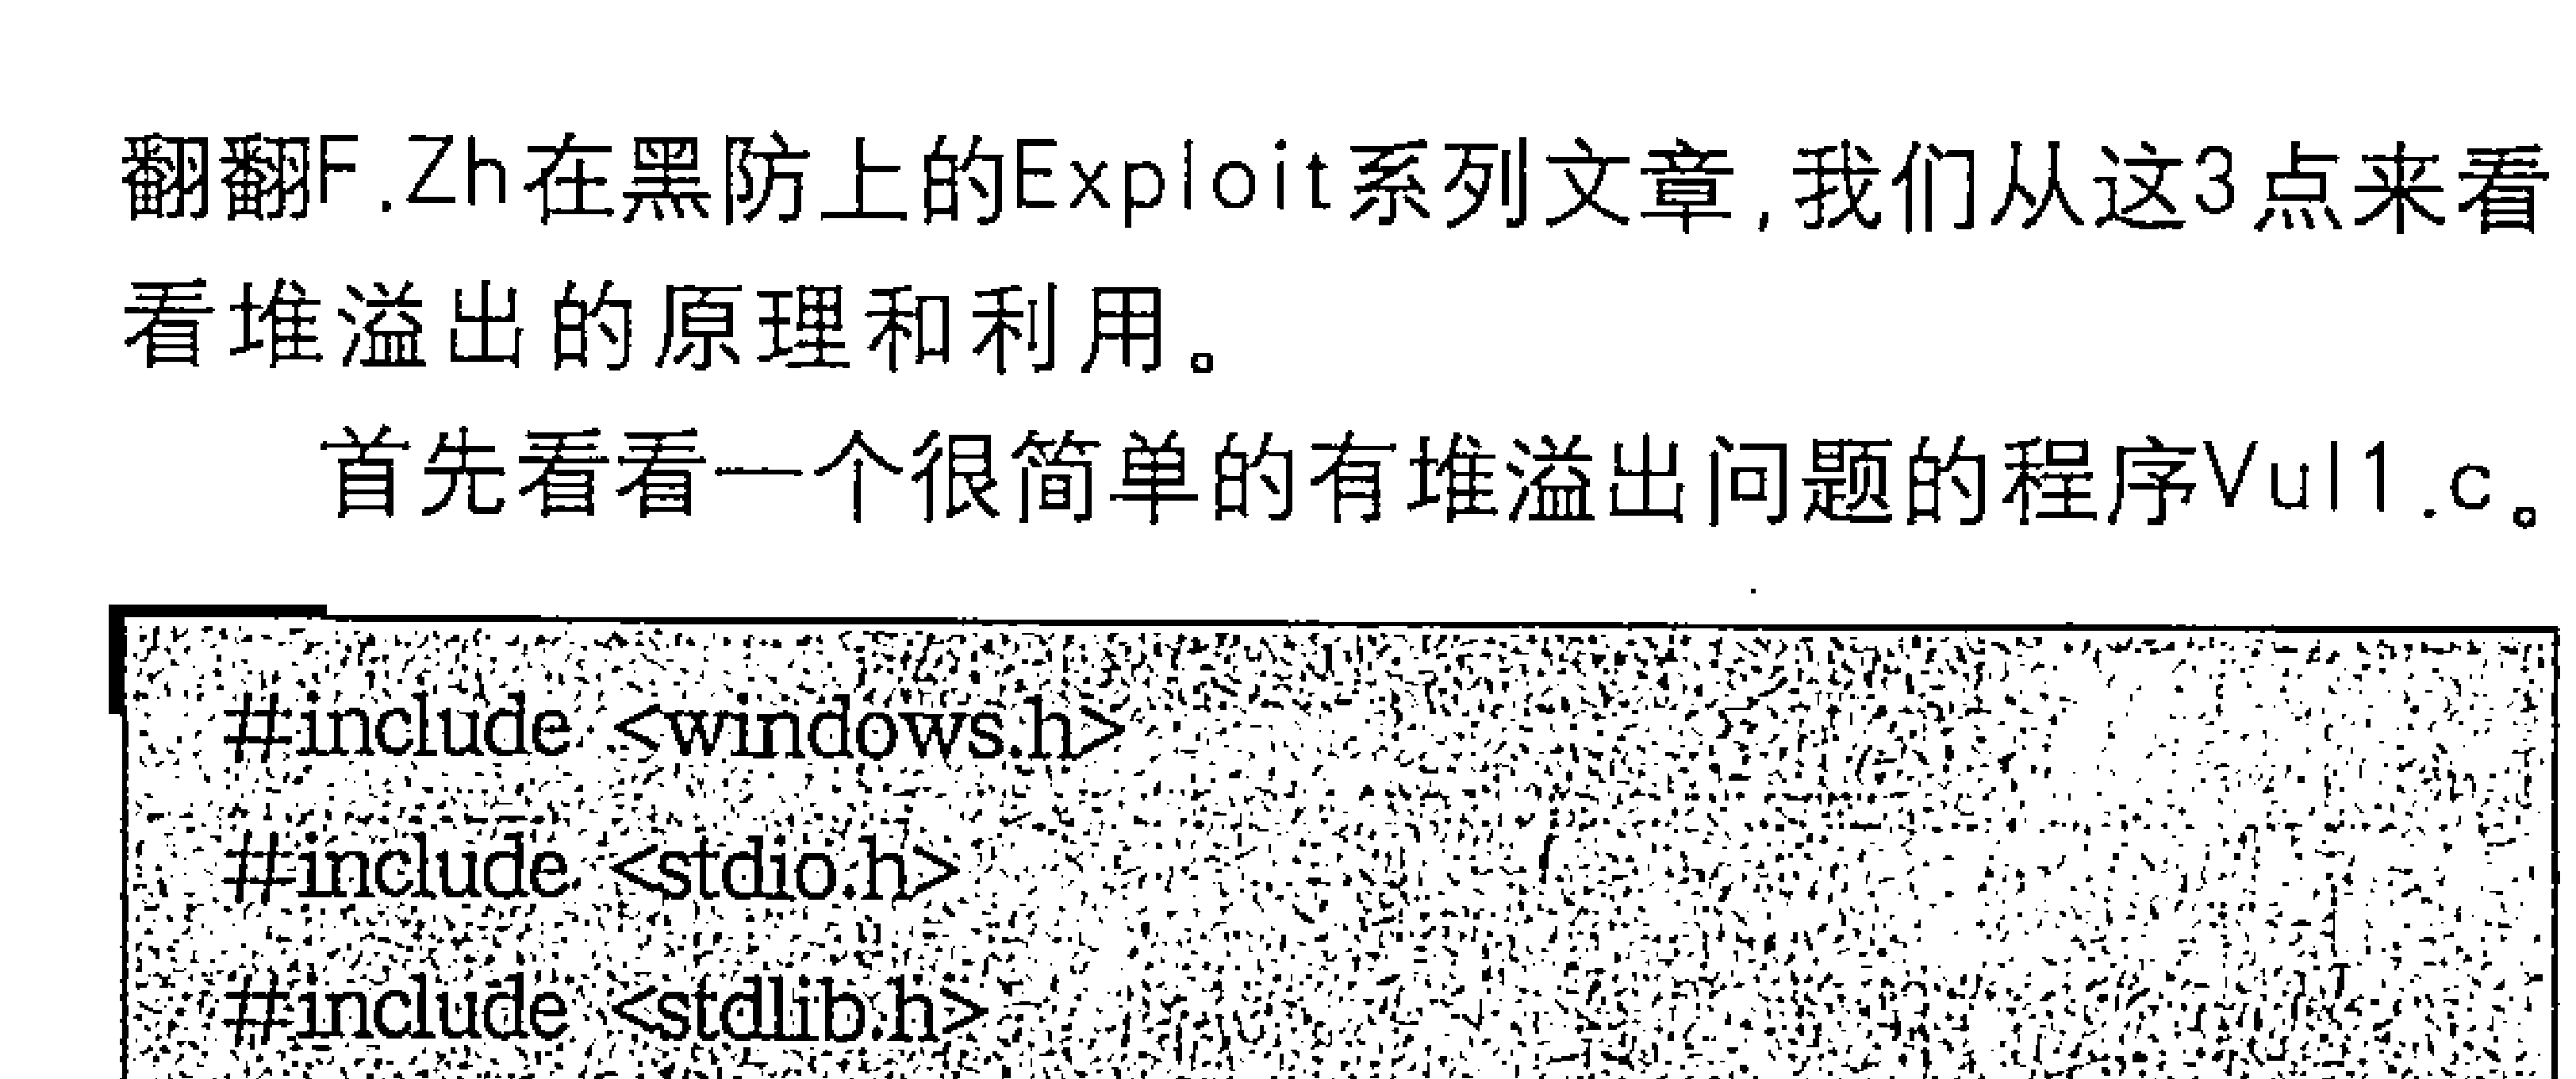 翻翻F.Zh在黑防上的Exploit系列文章,我们从这3点来看
看堆溢出的原理和利用。
首先看看一个很简单的有堆溢出问题的程序Vul1.c。
#include <windows.h>
#include <stdio.h>
#include <stdlib.h>